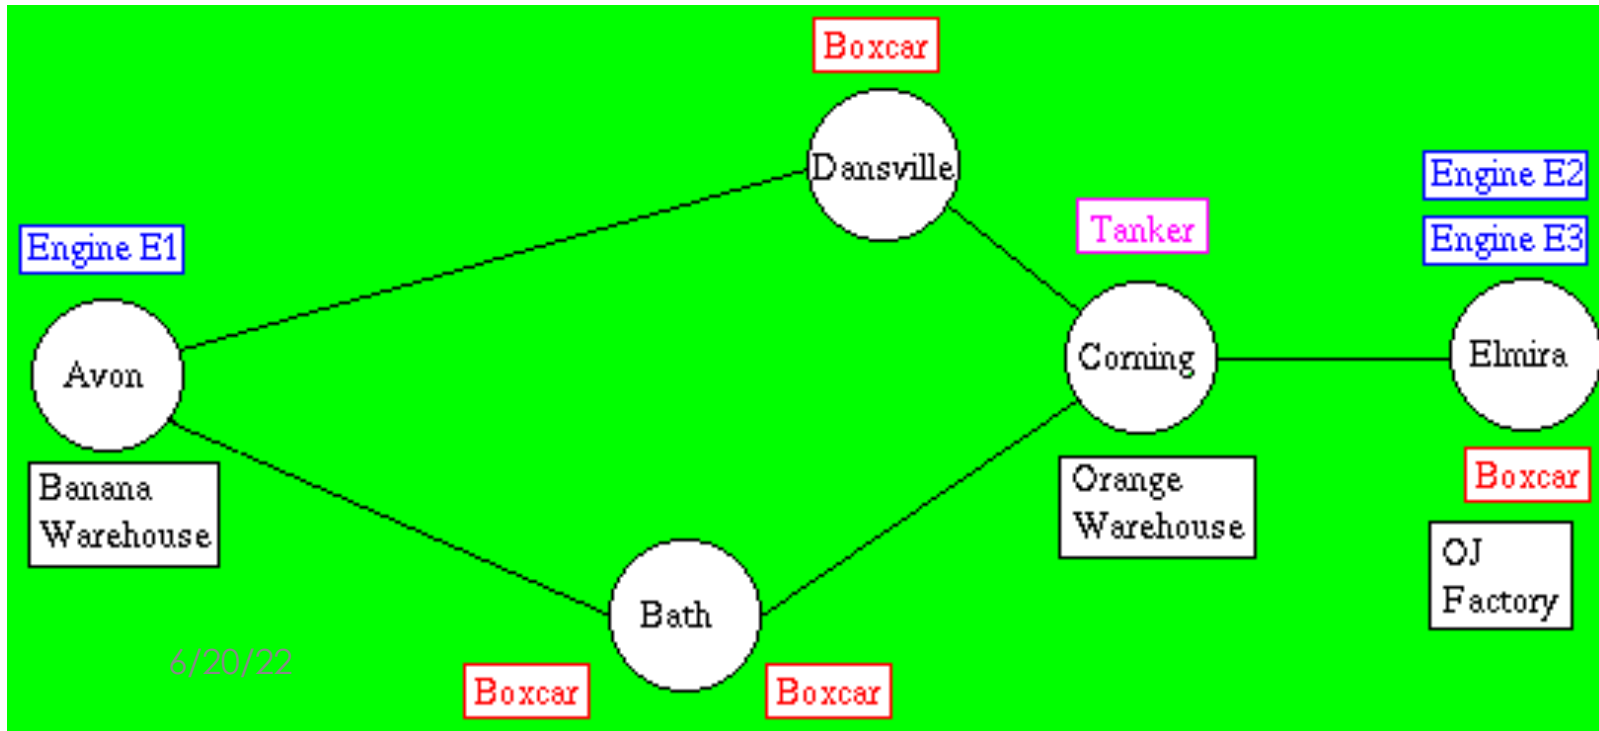 Boxcar
Dansville
Engine E2
Tanker
Engine E3
Engine E1
Avon
Corning
Elmira
Banana
Warehouse
Orange
Warehouse
Boxcar
OJ
Factory
Bath
6/20/22
Boxcar
Boxcar